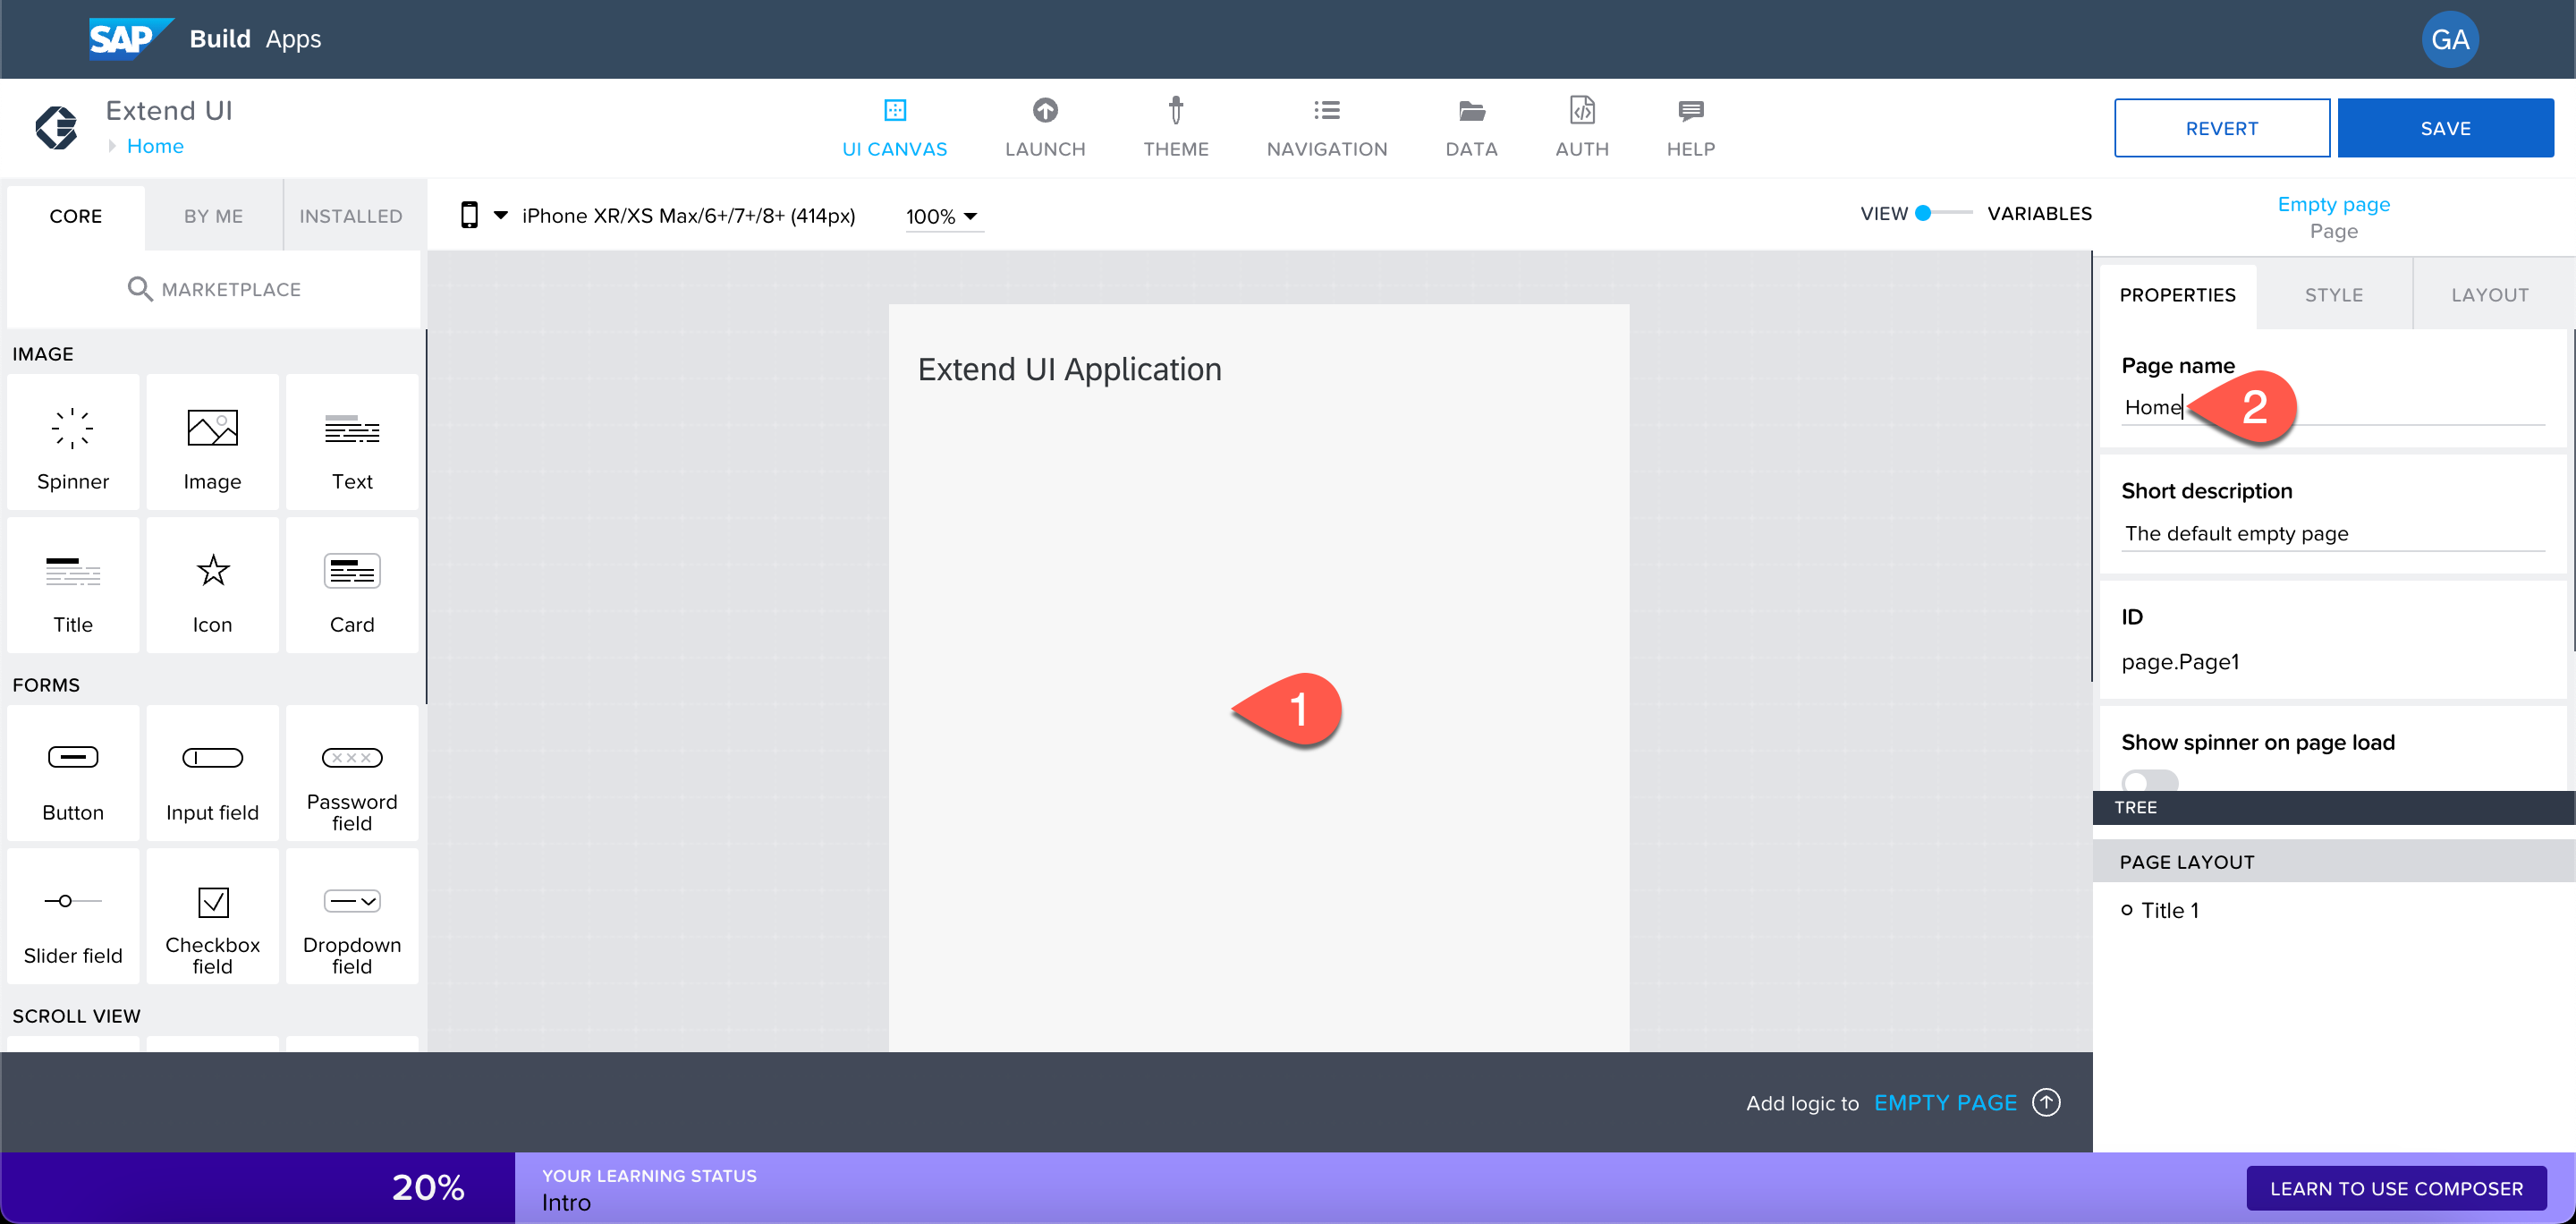 SAP Build Apps
GA
Extend UI
Home
UI CANVAS
LAUNCH
THEME
NAVIGATION
DATA
AUTH
HELP
REVERT
SAVE
CORE
BY ME
INSTALLED
MARKETPLACE
iPhone XR/XS Max/6+/7+/8+ (414px)
100%
VIEW
VARIABLES
Empty page
Page
PROPERTIES
STYLE
LAYOUT
IMAGE
Spinner
Image
Text
Title
Icon
Card
FORMS
Button
Input field
Password
field
Slider field
Checkbox
field
Dropdown
field
SCROLL VIEW
Extend UI Application
1
Page name
Home
2
Short description
The default empty page
ID
page.Page1
Show spinner on page load
TREE
PAGE LAYOUT
Title 1
Add logic to EMPTY PAGE
20%
YOUR LEARNING STATUS
Intro
LEARN TO USE COMPOSER